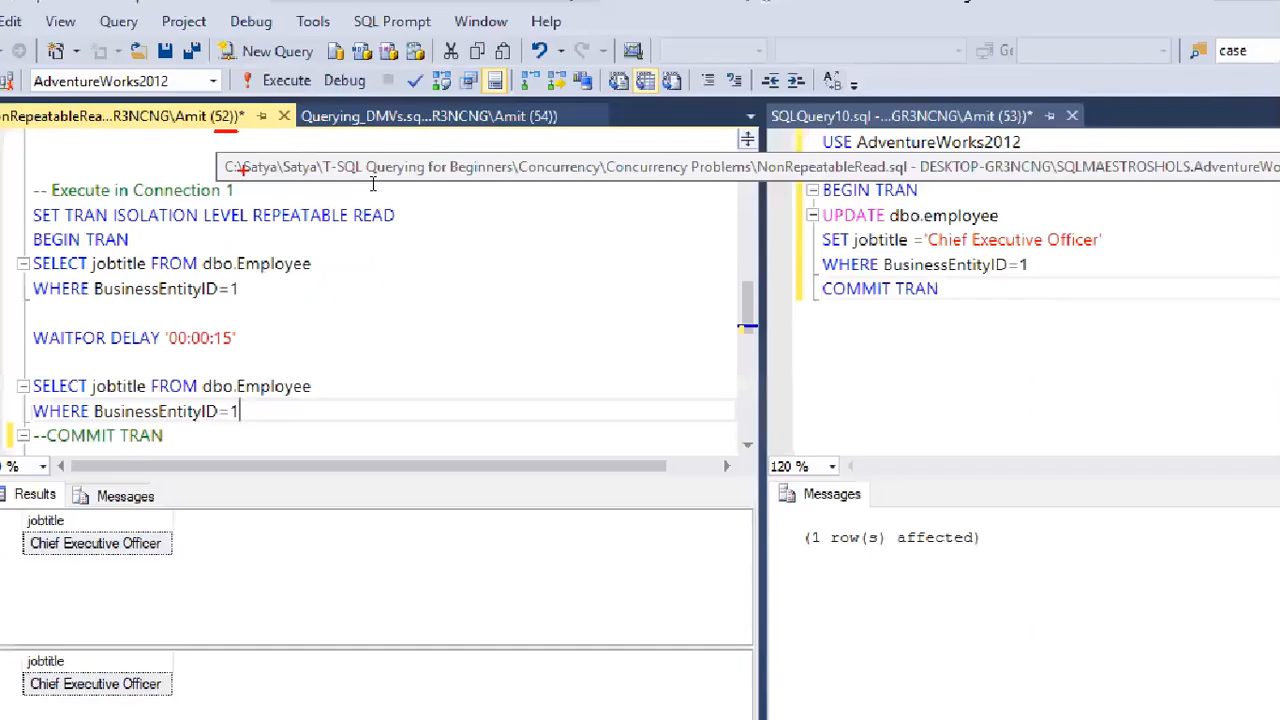 Edit View Query Project Debug Tools SQL Prompt Window Help
New Query case
AdventureWorks2012 Execute Debug
onRepeatableRea...R3NCNG\Amit (52))* Querying_DMVs.sq...R3NCNG\Amit (54)) SQLQuery10.sql -...GR3NCNG\Amit (53))*
C:\Satya\Satya\T-SQL Querying for Beginners\Concurrency\Concurrency Problems\NonRepeatableRead.sql - DESKTOP-GR3NCNG\SQLMAESTROSHOLS.AdventureWo
-- Execute in Connection 1
SET TRAN ISOLATION LEVEL REPEATABLE READ
BEGIN TRAN
SELECT jobtitle FROM dbo.Employee
WHERE BusinessEntityID=1
WAITFOR DELAY '00:00:15'
SELECT jobtitle FROM dbo.Employee
WHERE BusinessEntityID=1
--COMMIT TRAN
%
Results Messages
jobtitle
Chief Executive Officer
jobtitle
Chief Executive Officer
USE AdventureWorks2012
BEGIN TRAN
UPDATE dbo.employee
SET jobtitle ='Chief Executive Officer'
WHERE BusinessEntityID=1
COMMIT TRAN
120 %
Messages
(1 row(s) affected)